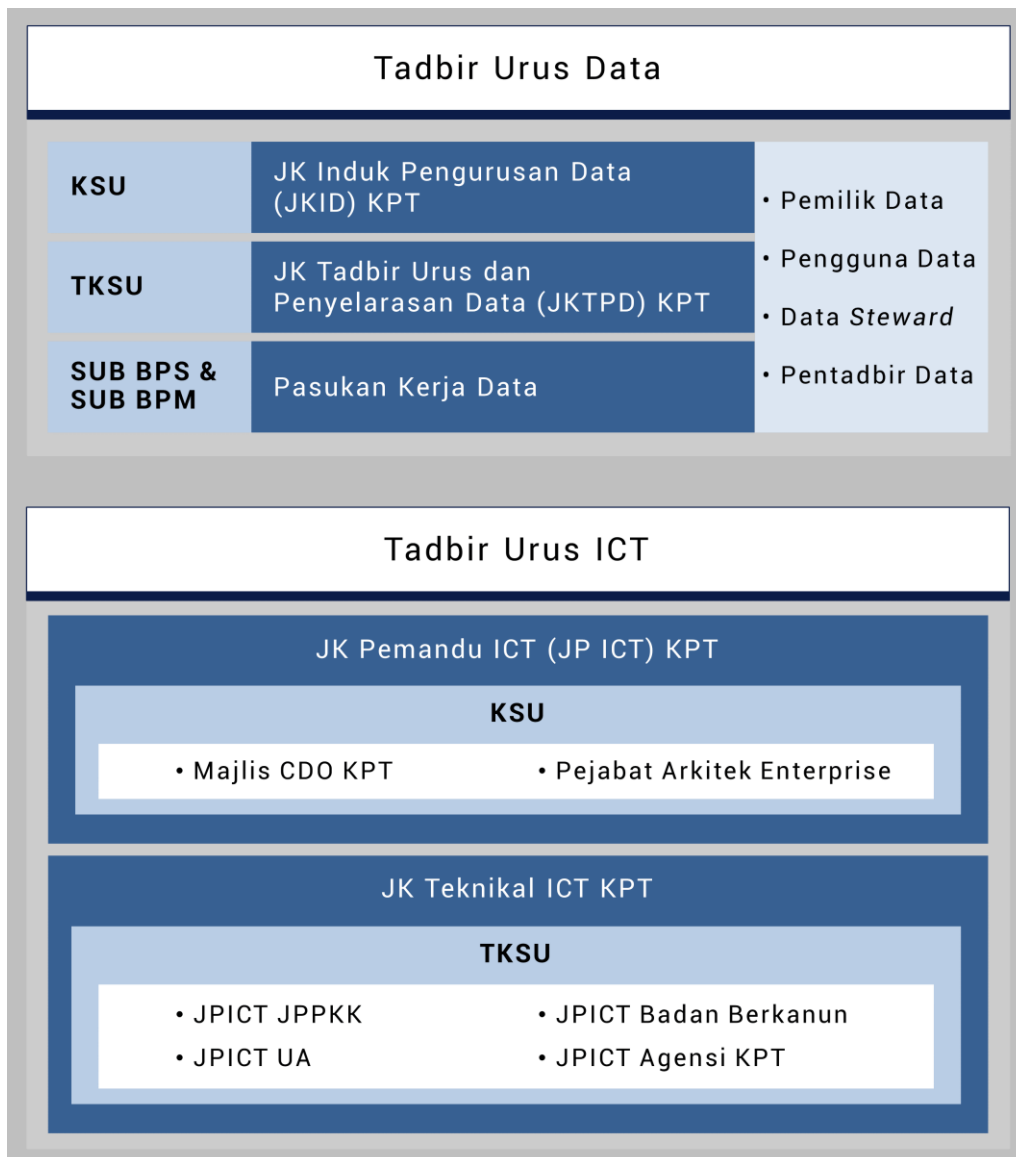 Tadbir Urus Data
KSU
JK Induk Pengurusan Data
(JKID) KPT
TKSU
JK Tadbir Urus dan
Penyelarasan Data (JKTPD) KPT
SUB BPS &
SUB BPM
Pasukan Kerja Data
• Pemilik Data
• Pengguna Data
• Data Steward
• Pentadbir Data
Tadbir Urus ICT
JK Pemandu ICT (JP ICT) KPT
KSU
• Majlis CDO KPT
• Pejabat Arkitek Enterprise
JK Teknikal ICT KPT
TKSU
• JPICT JPPKK
• JPICT UA
• JPICT Badan Berkanun
• JPICT Agensi KPT